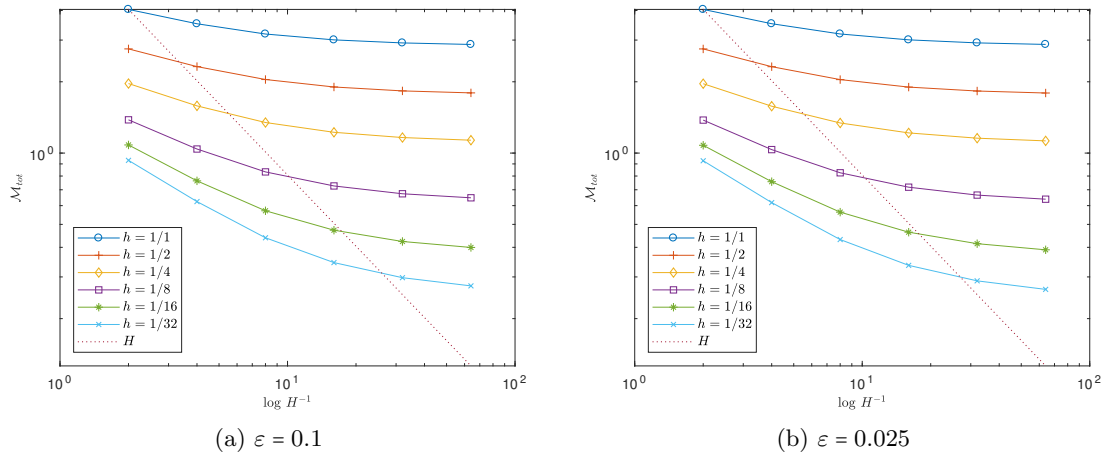 10^0
M_tot
h = 1/1
h = 1/2
h = 1/4
h = 1/8
h = 1/16
h = 1/32
H
10^0 10^1 10^2
log H^{-1}
(a) ε = 0.1
10^0
M_tot
h = 1/1
h = 1/2
h = 1/4
h = 1/8
h = 1/16
h = 1/32
H
10^0 10^1 10^2
log H^{-1}
(b) ε = 0.025